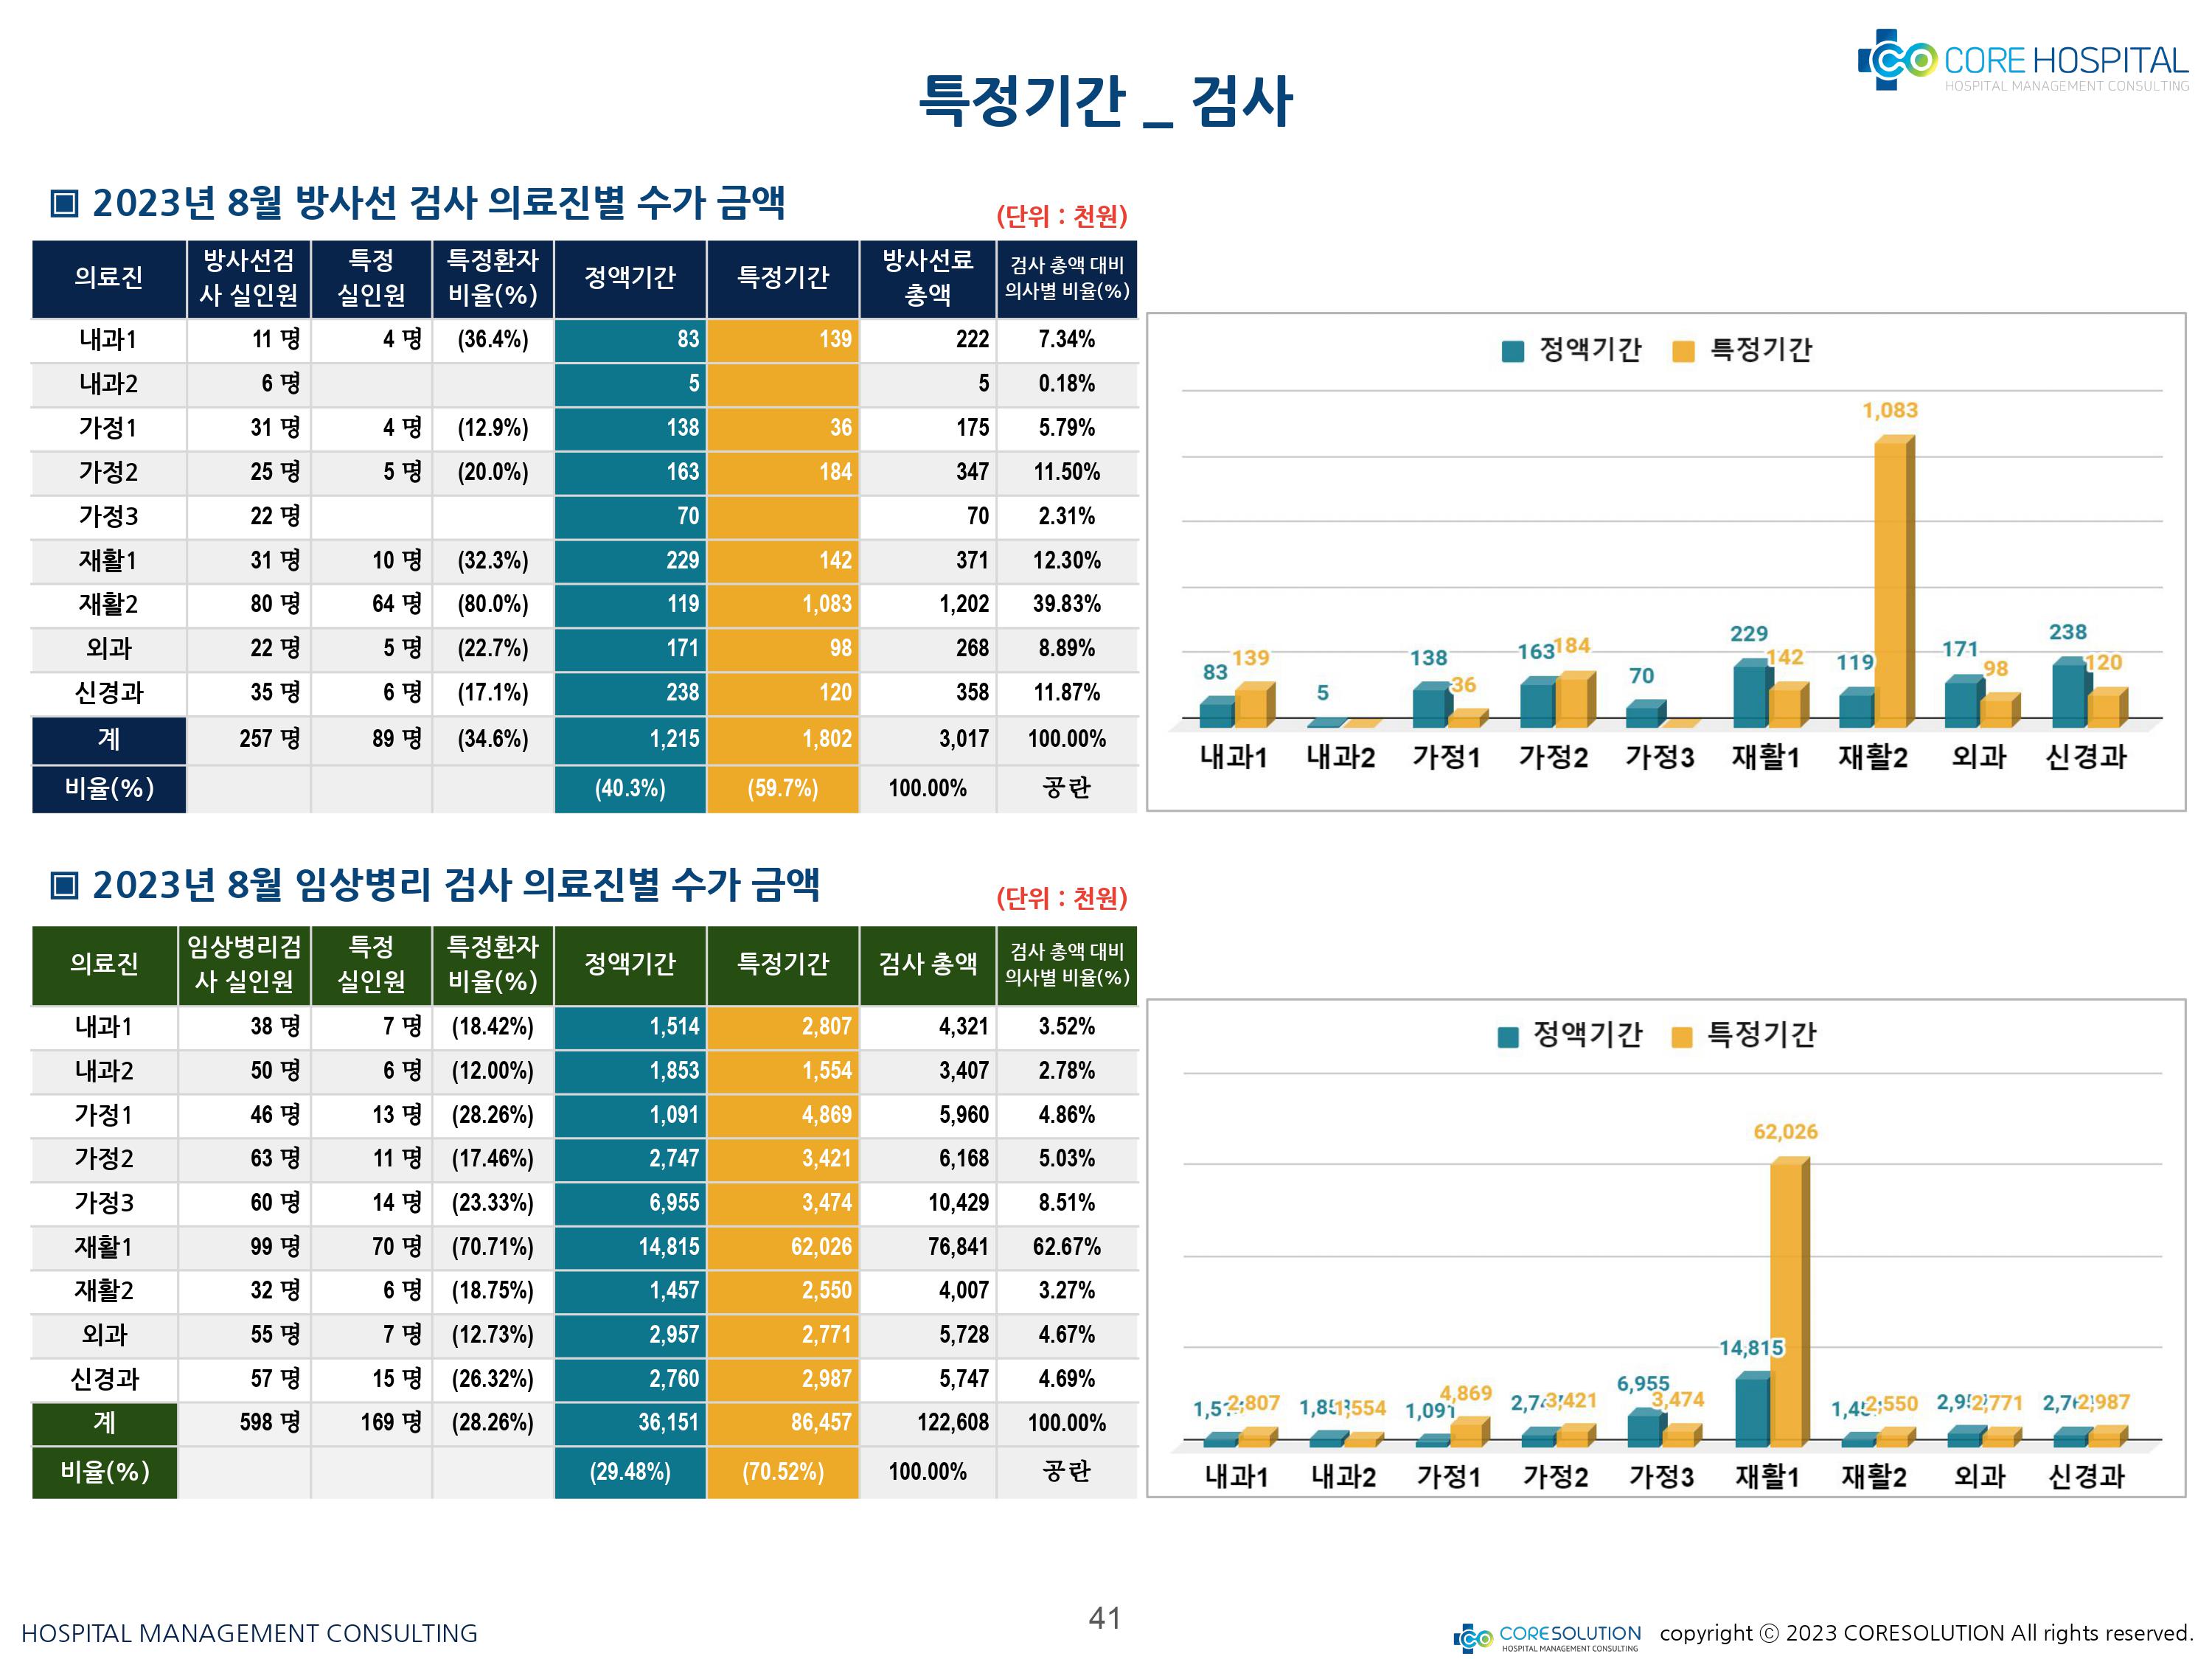 CORE HOSPITAL
HOSPITAL MANAGEMENT CONSULTING
특정기간 _ 검사
▣ 2023년 8월 방사선 검사 의료진별 수가 금액
(단위 : 천원)
의료진 방사선검사 실인원 특정 실인원 특정환자 비율(%) 정액기간 특정기간 방사선료 총액 검사 총액 대비 의사별 비율(%)
내과1 11 명 4 명 (36.4%) 83 139 222 7.34%
내과2 6 명 5 5 0.18%
가정1 31 명 4 명 (12.9%) 138 36 175 5.79%
가정2 25 명 5 명 (20.0%) 163 184 347 11.50%
가정3 22 명 70 70 2.31%
재활1 31 명 10 명 (32.3%) 229 142 371 12.30%
재활2 80 명 64 명 (80.0%) 119 1,083 1,202 39.83%
외과 22 명 5 명 (22.7%) 171 98 268 8.89%
신경과 35 명 6 명 (17.1%) 238 120 358 11.87%
계 257 명 89 명 (34.6%) 1,215 1,802 3,017 100.00%
비율(%) (40.3%) (59.7%) 100.00% 공란
정액기간 특정기간
83 139 5 138 36 163 184 70 229 142 119 1,083 171 98 238 120
내과1 내과2 가정1 가정2 가정3 재활1 재활2 외과 신경과
▣ 2023년 8월 임상병리 검사 의료진별 수가 금액
(단위 : 천원)
의료진 임상병리검사 실인원 특정 실인원 특정환자 비율(%) 정액기간 특정기간 검사 총액 검사 총액 대비 의사별 비율(%)
내과1 38 명 7 명 (18.42%) 1,514 2,807 4,321 3.52%
내과2 50 명 6 명 (12.00%) 1,853 1,554 3,407 2.78%
가정1 46 명 13 명 (28.26%) 1,091 4,869 5,960 4.86%
가정2 63 명 11 명 (17.46%) 2,747 3,421 6,168 5.03%
가정3 60 명 14 명 (23.33%) 6,955 3,474 10,429 8.51%
재활1 99 명 70 명 (70.71%) 14,815 62,026 76,841 62.67%
재활2 32 명 6 명 (18.75%) 1,457 2,550 4,007 3.27%
외과 55 명 7 명 (12.73%) 2,957 2,771 5,728 4.67%
신경과 57 명 15 명 (26.32%) 2,760 2,987 5,747 4.69%
계 598 명 169 명 (28.26%) 36,151 86,457 122,608 100.00%
비율(%) (29.48%) (70.52%) 100.00% 공란
정액기간 특정기간
2,807 1,554 1,091 4,869 3,421 6,955 3,474 14,815 62,026 2,550 2,771 2,987
내과1 내과2 가정1 가정2 가정3 재활1 재활2 외과 신경과
HOSPITAL MANAGEMENT CONSULTING
41
CORESOLUTION
HOSPITAL MANAGEMENT CONSULTING
copyright ⓒ 2023 CORESOLUTION All rights reserved.